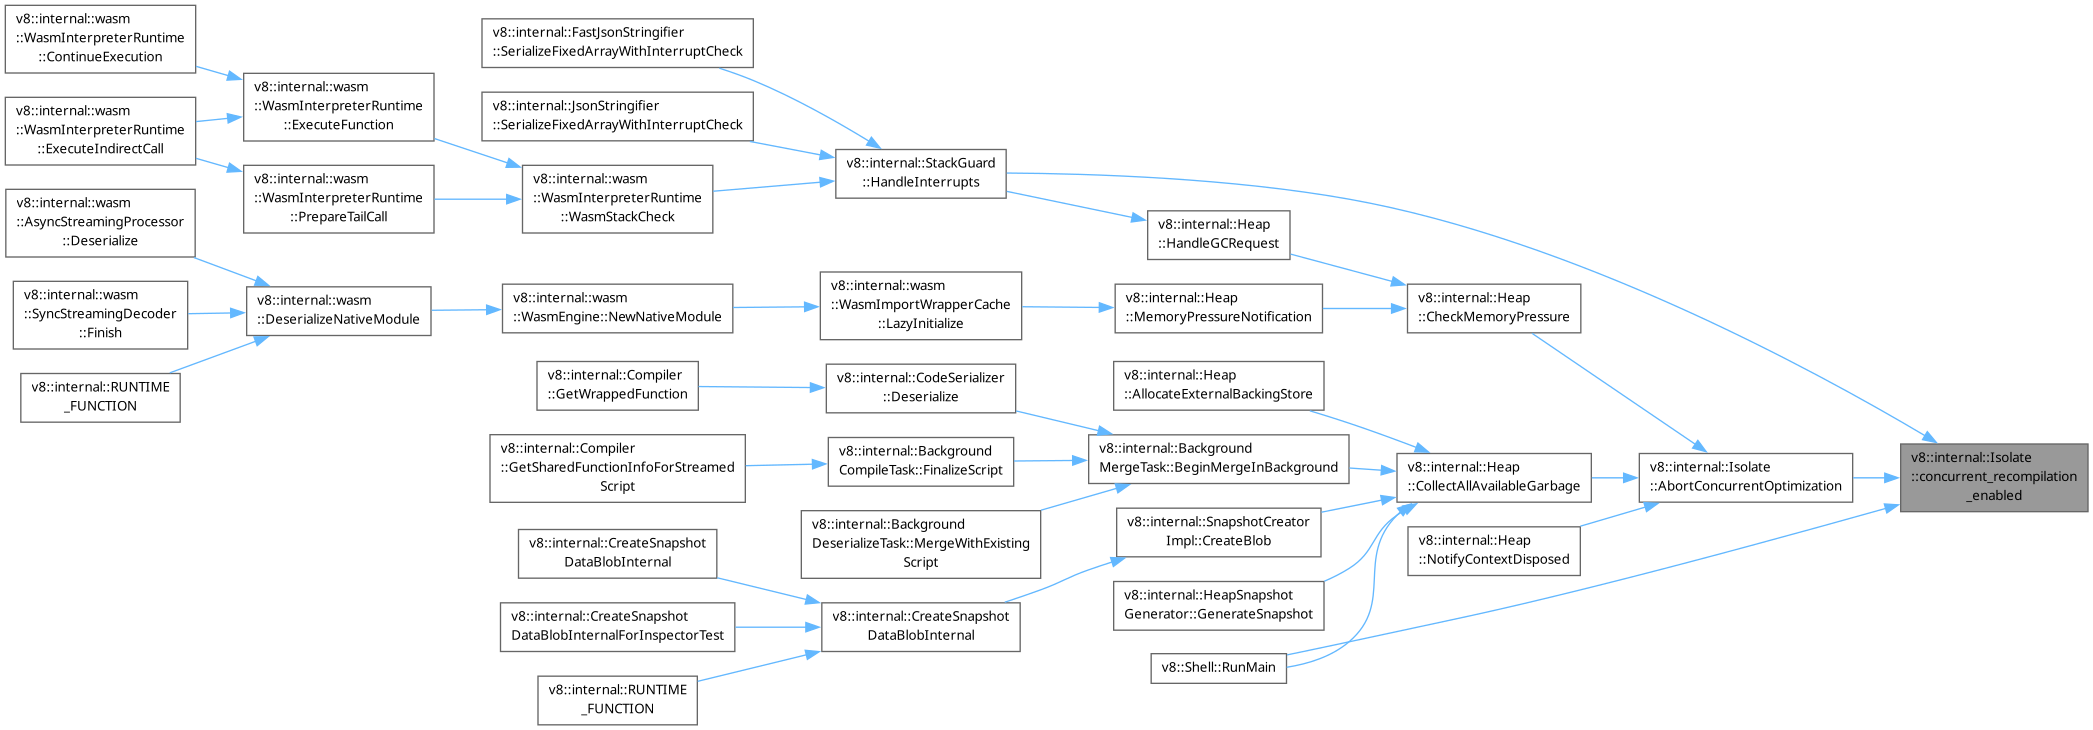 v8::internal::wasm
::WasmInterpreterRuntime
::ContinueExecution
v8::internal::wasm
::WasmInterpreterRuntime
::ExecuteIndirectCall
v8::internal::wasm
::AsyncStreamingProcessor
::Deserialize
v8::internal::wasm
::SyncStreamingDecoder
::Finish
v8::internal::RUNTIME
_FUNCTION
v8::internal::wasm
::WasmInterpreterRuntime
::ExecuteFunction
v8::internal::wasm
::WasmInterpreterRuntime
::PrepareTailCall
v8::internal::wasm
::DeserializeNativeModule
v8::internal::FastJsonStringifier
::SerializeFixedArrayWithInterruptCheck
v8::internal::JsonStringifier
::SerializeFixedArrayWithInterruptCheck
v8::internal::wasm
::WasmInterpreterRuntime
::WasmStackCheck
v8::internal::wasm
::WasmEngine::NewNativeModule
v8::internal::Compiler
::GetWrappedFunction
v8::internal::Compiler
::GetSharedFunctionInfoForStreamed
Script
v8::internal::CreateSnapshot
DataBlobInternal
v8::internal::CreateSnapshot
DataBlobInternalForInspectorTest
v8::internal::RUNTIME
_FUNCTION
v8::internal::StackGuard
::HandleInterrupts
v8::internal::wasm
::WasmImportWrapperCache
::LazyInitialize
v8::internal::CodeSerializer
::Deserialize
v8::internal::Background
CompileTask::FinalizeScript
v8::internal::Background
DeserializeTask::MergeWithExisting
Script
v8::internal::CreateSnapshot
DataBlobInternal
v8::internal::Heap
::HandleGCRequest
v8::internal::Heap
::MemoryPressureNotification
v8::internal::Heap
::AllocateExternalBackingStore
v8::internal::Background
MergeTask::BeginMergeInBackground
v8::internal::SnapshotCreator
Impl::CreateBlob
v8::internal::HeapSnapshot
Generator::GenerateSnapshot
v8::Shell::RunMain
v8::internal::Heap
::CheckMemoryPressure
v8::internal::Heap
::CollectAllAvailableGarbage
v8::internal::Heap
::NotifyContextDisposed
v8::internal::Isolate
::AbortConcurrentOptimization
v8::internal::Isolate
::concurrent_recompilation
_enabled